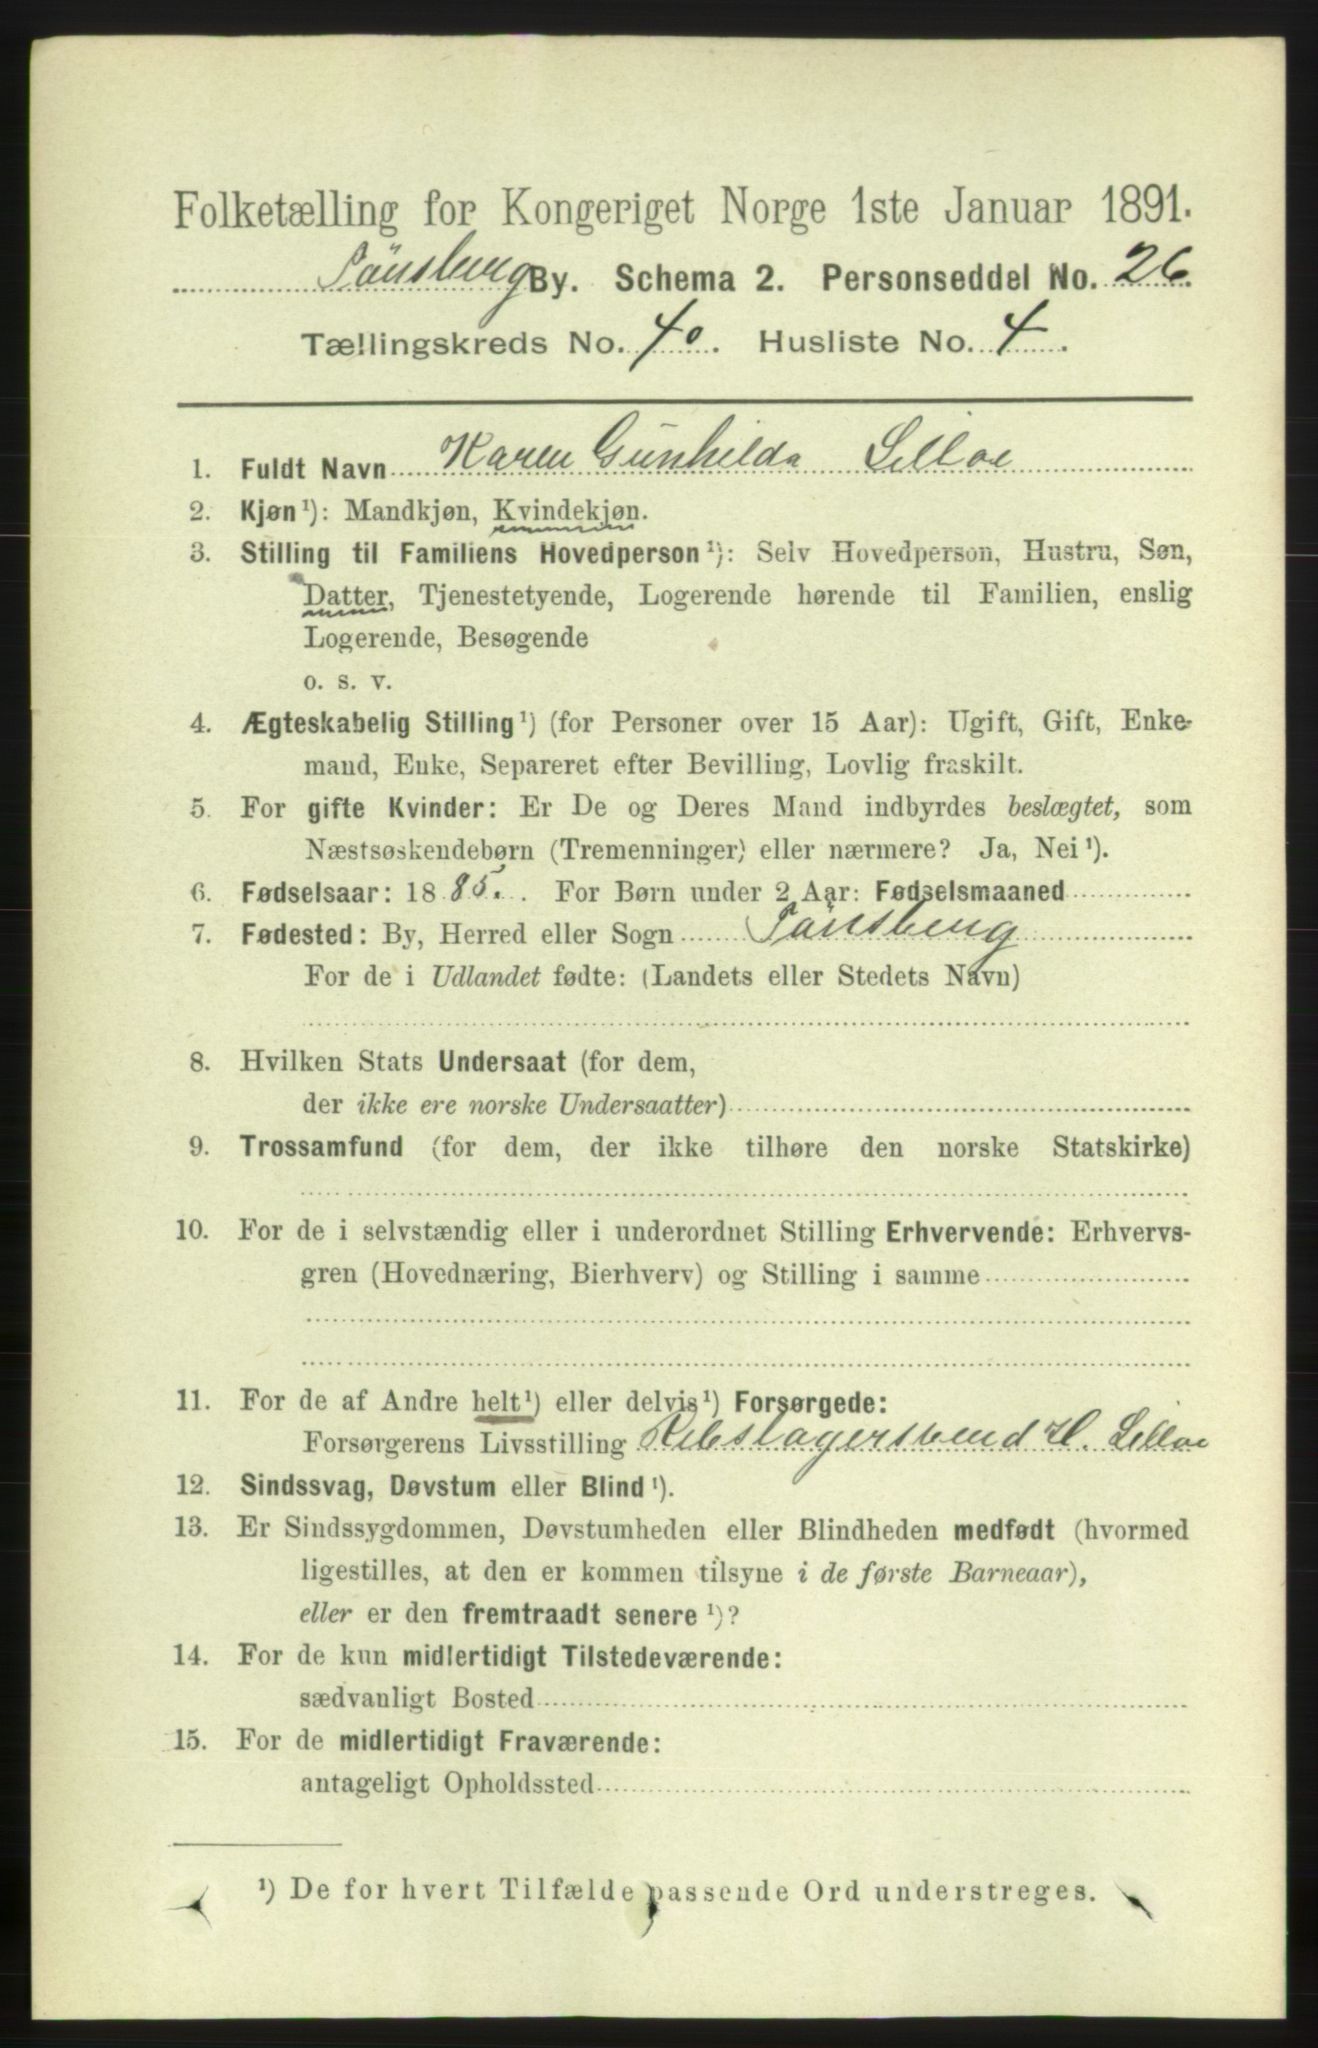 Folketælling for Kongeriget Norge 1ste Januar 1891.
Tönsberg By. Schema 2. Personseddel No. 26.
Tællingskreds No. 40. Husliste No. 4.
1. Fuldt Navn Karen Gunhilda Lilloe
2. Kjøn¹): Mandkjøn, Kvindekjøn.
3. Stilling til Familiens Hovedperson¹): Selv Hovedperson, Hustru, Søn,
Datter, Tjenestetyende, Logerende hørende til Familien, enslig
Logerende, Besøgende
o. s. v.
4. Ægteskabelig Stilling¹) (for Personer over 15 Aar): Ugift, Gift, Enke-
mand, Enke, Separeret efter Bevilling, Lovlig fraskilt.
5. For gifte Kvinder: Er De og Deres Mand indbyrdes beslægtet, som
Næstsøskendebørn (Tremenninger) eller nærmere? Ja, Nei¹).
6. Fødselsaar: 1885. For Børn under 2 Aar: Fødselsmaaned
7. Fødested: By, Herred eller Sogn Tönsberg
For de i Udlandet fødte: (Landets eller Stedets Navn)
8. Hvilken Stats Undersaat (for dem,
der ikke ere norske Undersaatter)
9. Trossamfund (for dem, der ikke tilhøre den norske Statskirke)
10. For de i selvstændig eller i underordnet Stilling Erhvervende: Erhvervs-
gren (Hovednæring, Bierhverv) og Stilling i samme
11. For de af Andre helt¹) eller delvis¹) Forsørgede:
Forsørgerens Livsstilling Rebslagersvend H. Lilloe
12. Sindssvag, Døvstum eller Blind¹).
13. Er Sindssygdommen, Døvstumheden eller Blindheden medfødt (hvormed
ligestilles, at den er kommen tilsyne i de første Barneaar),
eller er den fremtraadt senere¹)?
14. For de kun midlertidigt Tilstedeværende:
sædvanligt Bosted
15. For de midlertidigt Fraværende:
antageligt Opholdssted
¹) De for hvert Tilfælde passende Ord understreges.